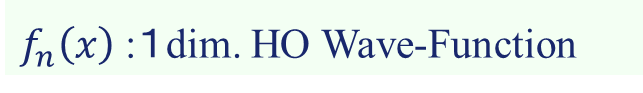 fₙ(x) :1 dim. HO Wave-Function